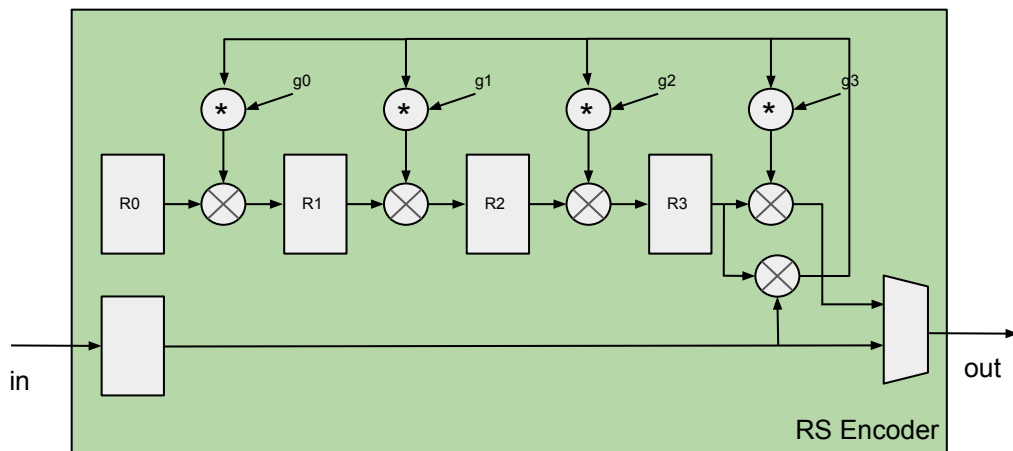 g0
g1
g2
g3
*
*
*
*
R0
R1
R2
R3
in
out
RS Encoder